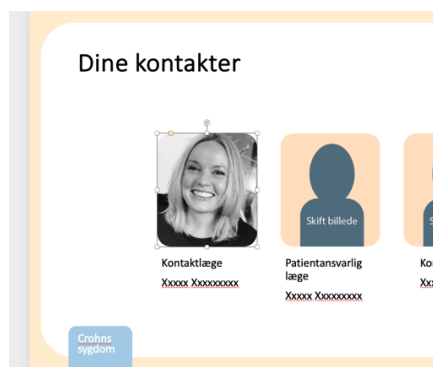 Dine kontakter
Skift billede
Kontaktlæge
Xxxxx Xxxxxxxxx
Patientansvarlig
læge
Xxxxx Xxxxxxxxx
Crohns
sygdom